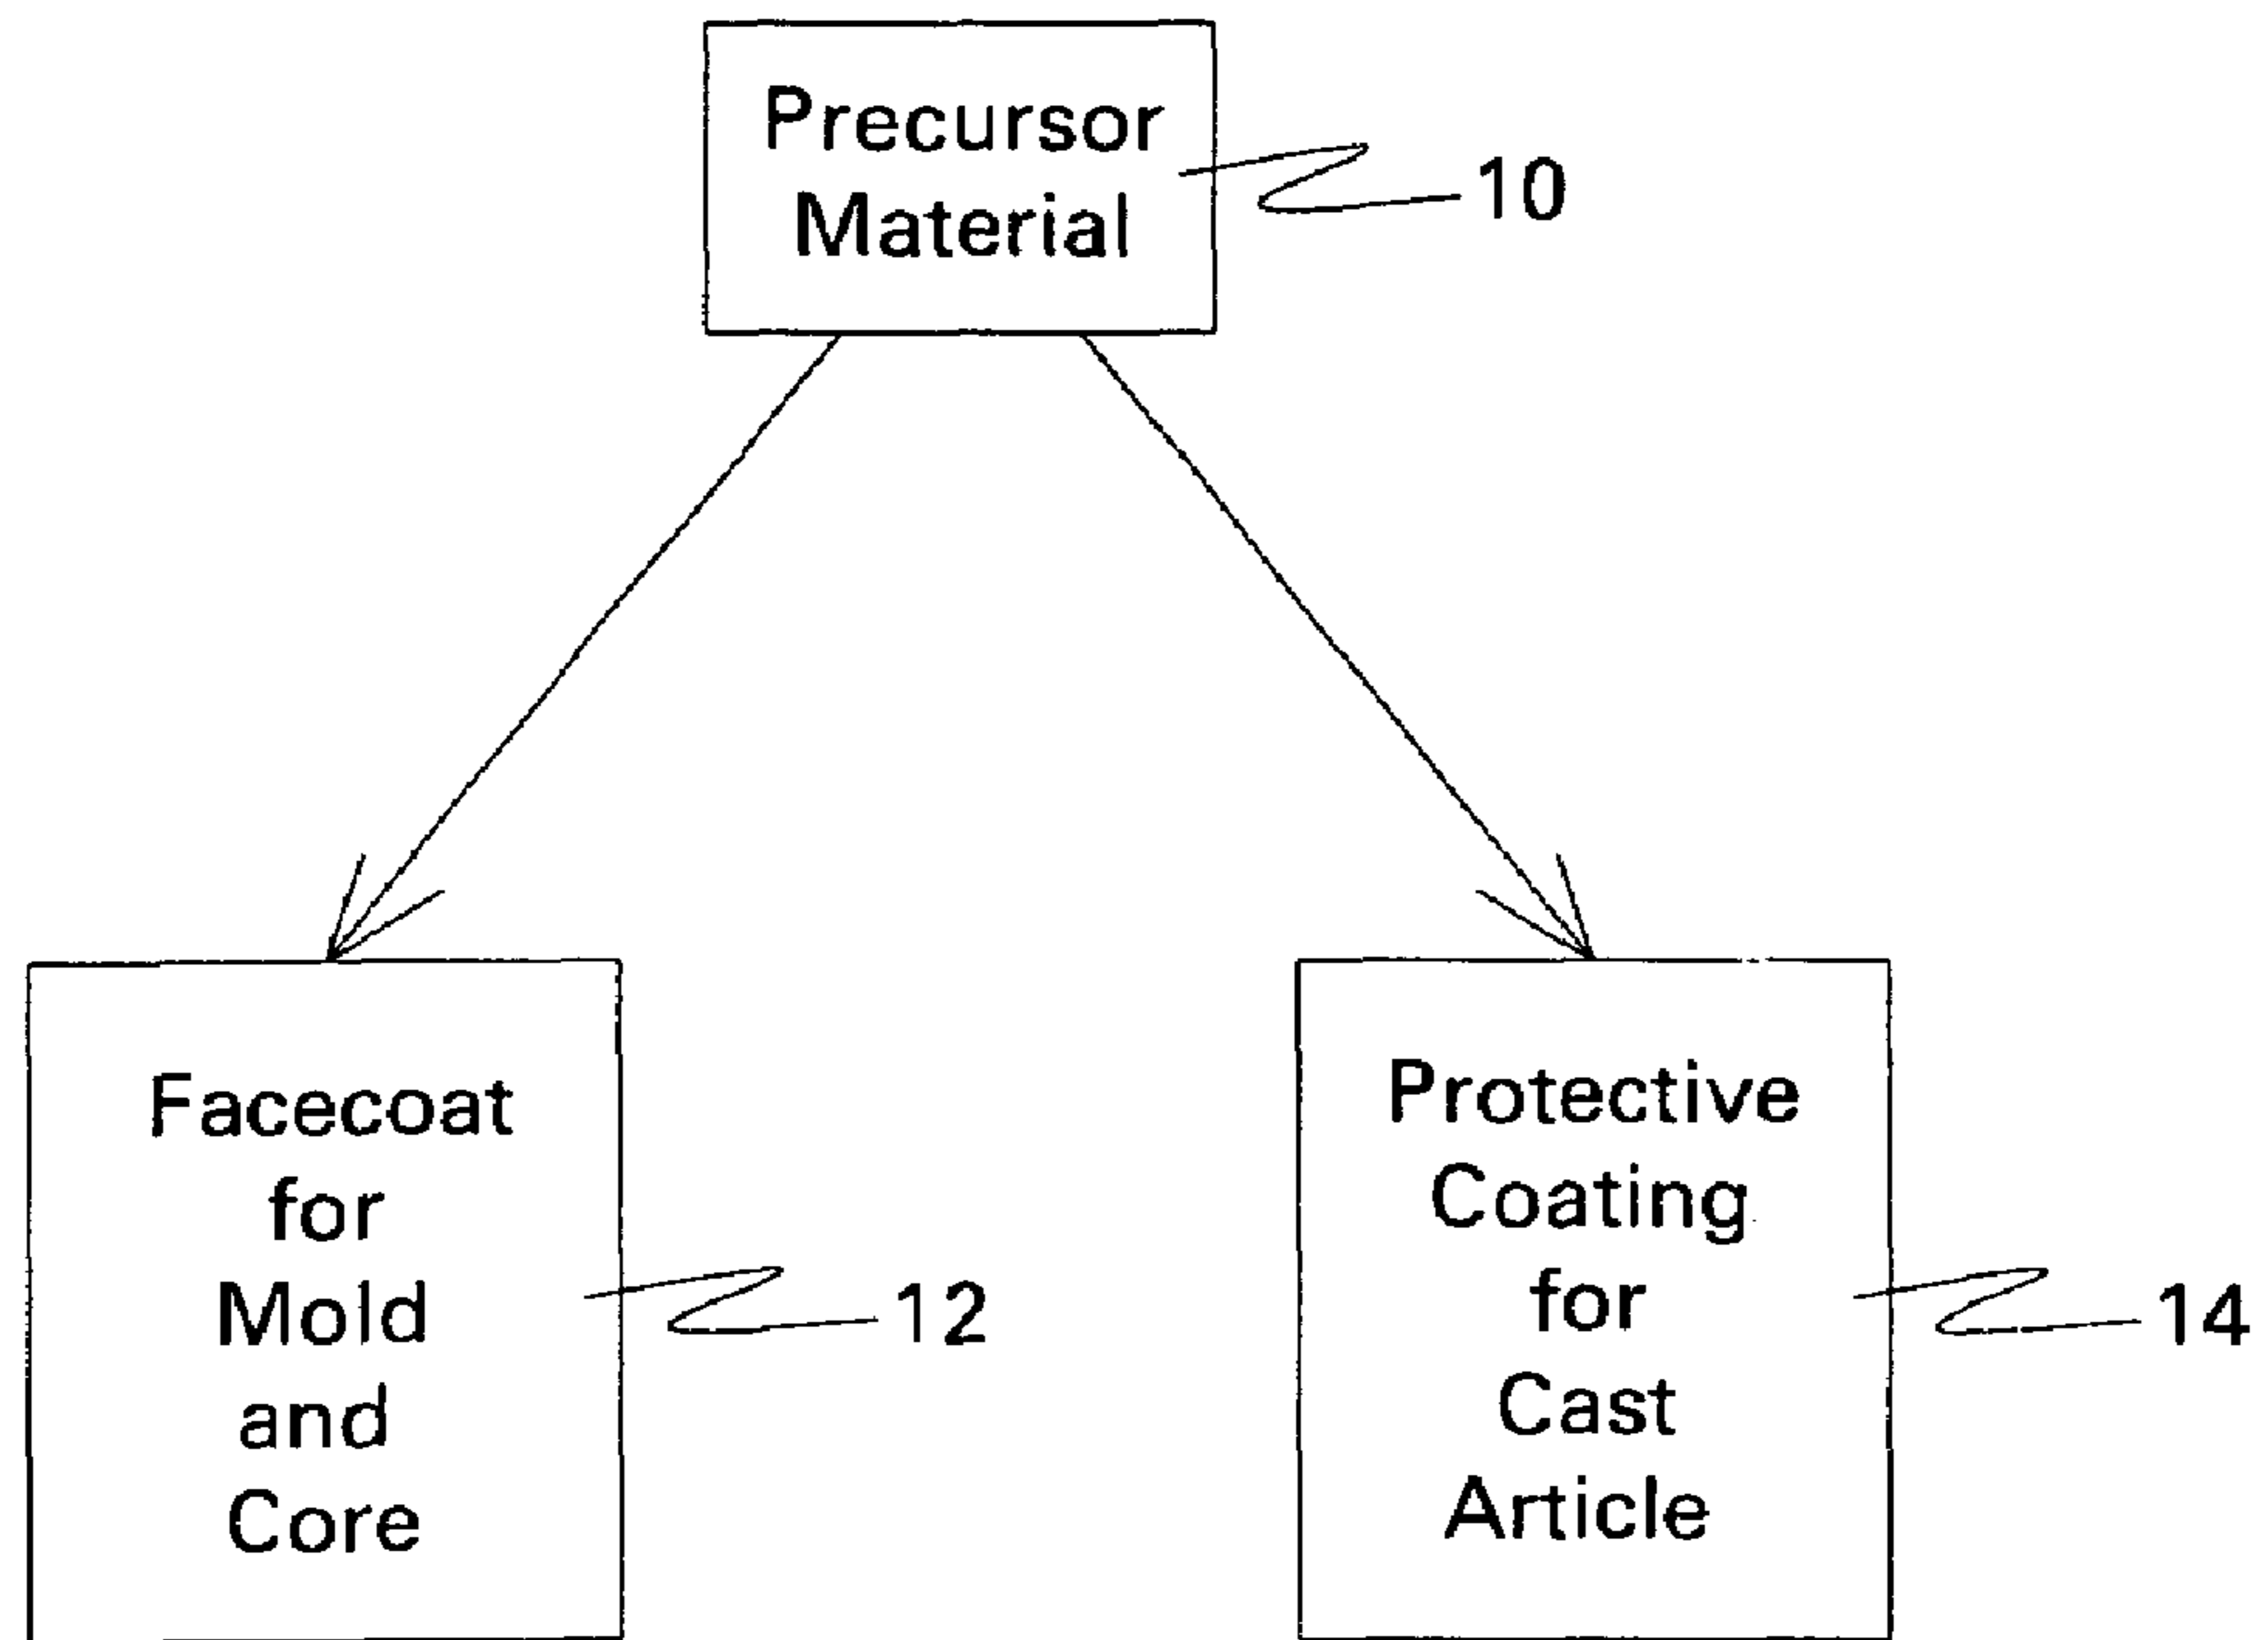 Precursor
Material
10
Facecoat
for
Mold
and
Core
12
Protective
Coating
for
Cast
Article
14